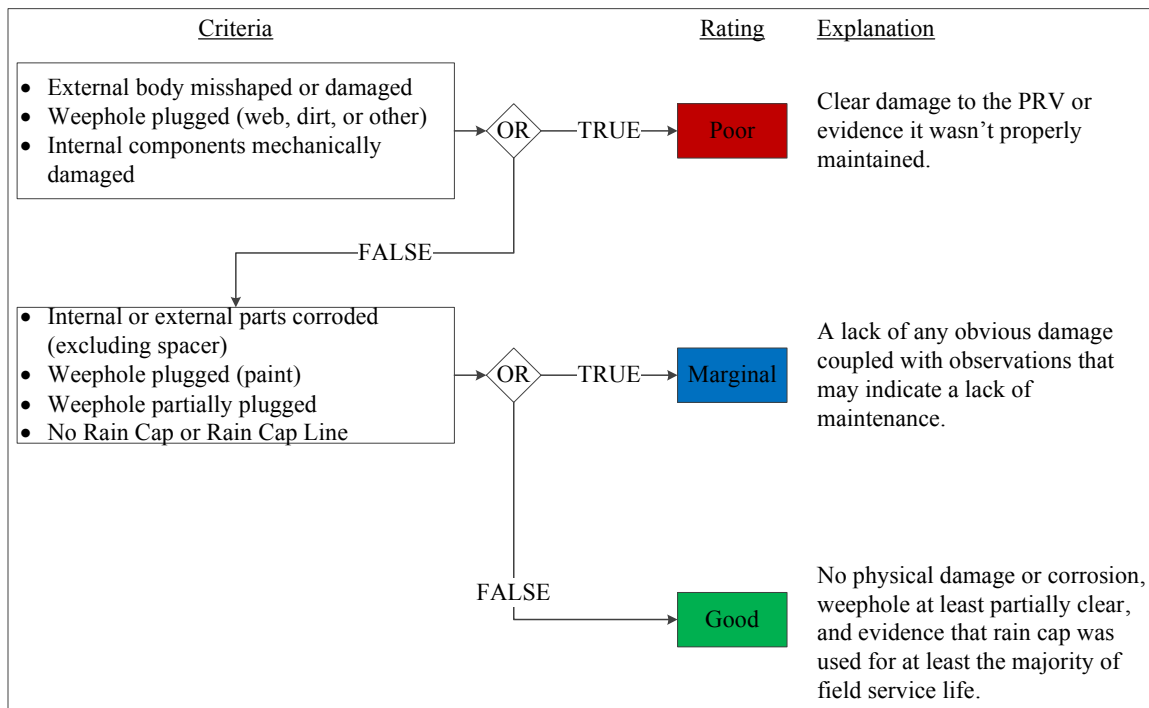 Criteria
Rating
Explanation
• External body misshaped or damaged
• Weephole plugged (web, dirt, or other)
• Internal components mechanically
damaged
OR
TRUE
Poor
Clear damage to the PRV or
evidence it wasn’t properly
maintained.
FALSE
• Internal or external parts corroded
(excluding spacer)
• Weephole plugged (paint)
• Weephole partially plugged
• No Rain Cap or Rain Cap Line
OR
TRUE
Marginal
A lack of any obvious damage
coupled with observations that
may indicate a lack of
maintenance.
FALSE
Good
No physical damage or corrosion,
weephole at least partially clear,
and evidence that rain cap was
used for at least the majority of
field service life.